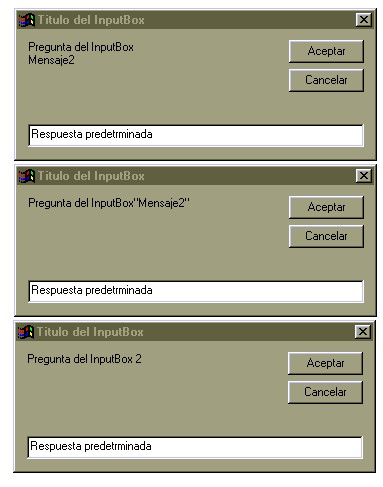 Titulo del InputBox
Pregunta del InputBox
Mensaje2
Aceptar
Cancelar
Respuesta predetrminada
Titulo del InputBox
Pregunta del InputBox"Mensaje2"
Aceptar
Cancelar
Respuesta predetrminada
Titulo del InputBox
Pregunta del InputBox 2
Aceptar
Cancelar
Respuesta predetrminada